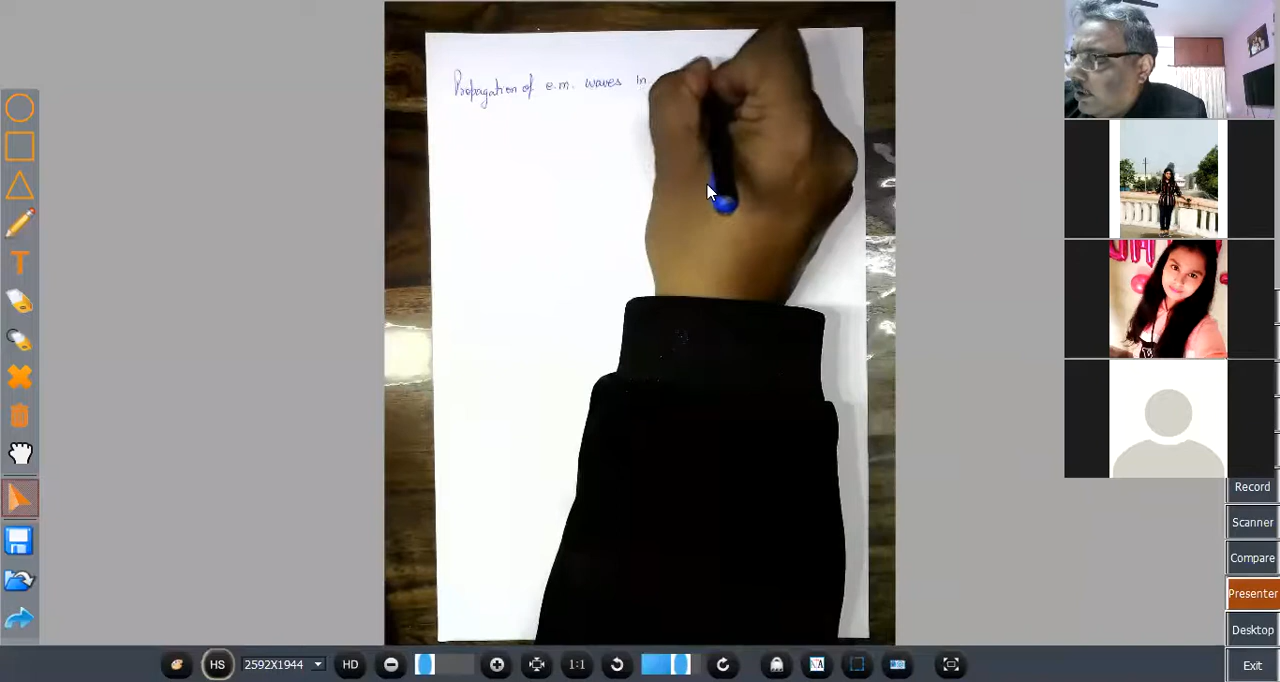 Propagation of e.m. waves in
T
Record
Scanner
Compare
Presenter
Desktop
HS 2592X1944 HD 1:1
Exit